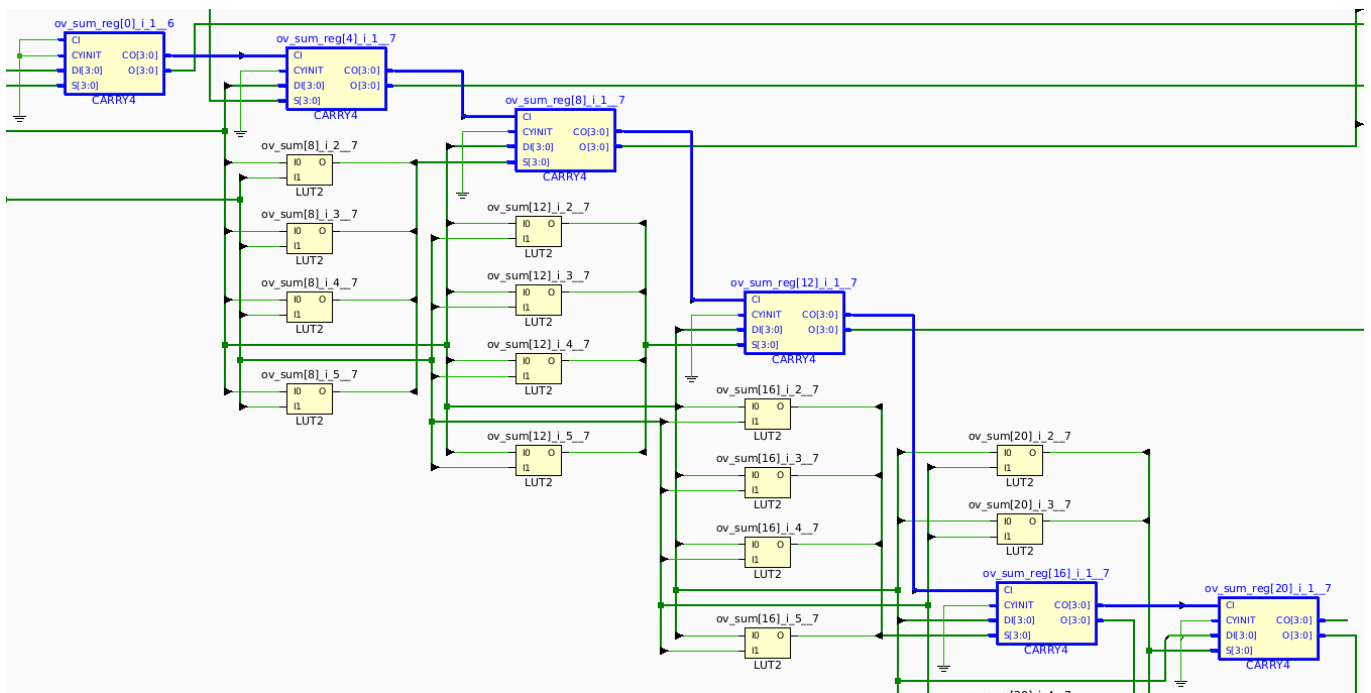 ov_sum_reg[0]_i_1__6
CI
CYINIT
CO[3:0]
DI[3:0]
O[3:0]
S[3:0]
CARRY4
ov_sum_reg[4]_i_1__7
CI
CYINIT
CO[3:0]
DI[3:0]
O[3:0]
S[3:0]
CARRY4
ov_sum_reg[8]_i_1__7
CI
CYINIT
CO[3:0]
DI[3:0]
O[3:0]
S[3:0]
CARRY4
ov_sum[8]_i_2__7
I0
O
I1
LUT2
ov_sum[8]_i_3__7
I0
O
I1
LUT2
ov_sum[8]_i_4__7
I0
O
I1
LUT2
ov_sum[8]_i_5__7
I0
O
I1
LUT2
ov_sum[12]_i_2__7
I0
O
I1
LUT2
ov_sum[12]_i_3__7
I0
O
I1
LUT2
ov_sum[12]_i_4__7
I0
O
I1
LUT2
ov_sum[12]_i_5__7
I0
O
I1
LUT2
ov_sum_reg[12]_i_1__7
CI
CYINIT
CO[3:0]
DI[3:0]
O[3:0]
S[3:0]
CARRY4
ov_sum[16]_i_2__7
I0
O
I1
LUT2
ov_sum[16]_i_3__7
I0
O
I1
LUT2
ov_sum[16]_i_4__7
I0
O
I1
LUT2
ov_sum[16]_i_5__7
I0
O
I1
LUT2
ov_sum[20]_i_2__7
I0
O
I1
LUT2
ov_sum[20]_i_3__7
I0
O
I1
LUT2
ov_sum_reg[16]_i_1__7
CI
CYINIT
CO[3:0]
DI[3:0]
O[3:0]
S[3:0]
CARRY4
ov_sum_reg[20]_i_1__7
CI
CYINIT
CO[3:0]
DI[3:0]
O[3:0]
S[3:0]
CARRY4